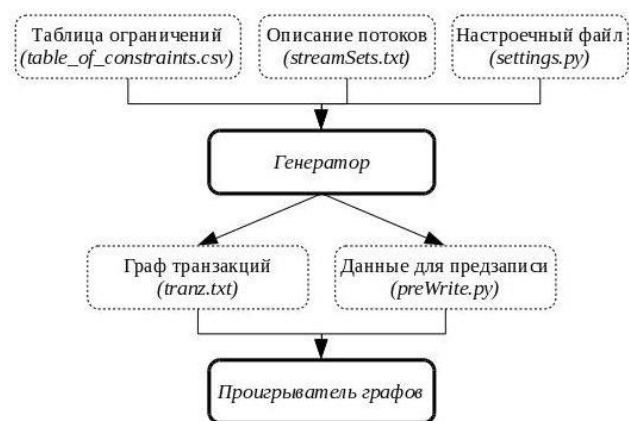 Таблица ограничений
(table_of_constraints.csv)
Описание потоков
(streamSets.txt)
Настроечный файл
(settings.py)
Генератор
Граф транзакций
(tranz.txt)
Данные для предзаписи
(preWrite.py)
Проигрыватель графов